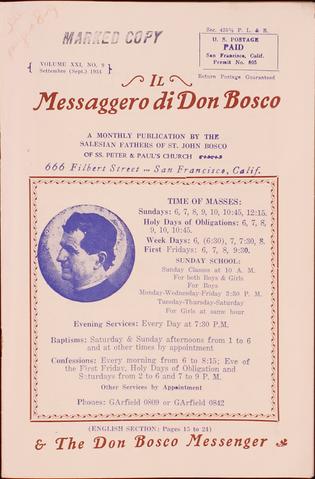 MARKED COPY
Sec. 435½ P. L. & R.
U. S. POSTAGE
PAID
San Francisco, Calif.
Permit No. 805
VOLUME XXI, NO. 9
Settembre (Sept.) 1934
Return Postage Guaranteed
IL
Messaggero di Don Bosco
A MONTHLY PUBLICATION BY THE
SALESIAN FATHERS OF ST. JOHN BOSCO
OF SS. PETER & PAUL'S CHURCH
666 Filbert Street — San Francisco, Calif.
TIME OF MASSES:
Sundays: 6, 7, 8, 9, 10, 10:45, 12:15.
Holy Days of Obligations: 6, 7, 8,
9, 10, 10:45.
Week Days: 6, (6:30), 7, 7:30, 8.
First Fridays: 6, 7, 8, 9:30.
SUNDAY SCHOOL:
Sunday Classes at 10 A. M.
For both Boys & Girls
For Boys
Monday-Wednesday-Friday 3:30 P. M.
Tuesday-Thursday-Saturday
For Girls at same hour
Evening Services: Every Day at 7:30 P.M.
Baptisms: Saturday & Sunday afternoons from 1 to 6
and at other times by appointment
Confessions: Every morning from 6 to 8:15; Eve of
the First Friday, Holy Days of Obligation and
Saturdays from 2 to 6 and 7 to 9 P. M.
Other Services by Appointment
Phones: GArfield 0809 or GArfield 0842
(ENGLISH SECTION: Pages 15 to 24)
& The Don Bosco Messenger